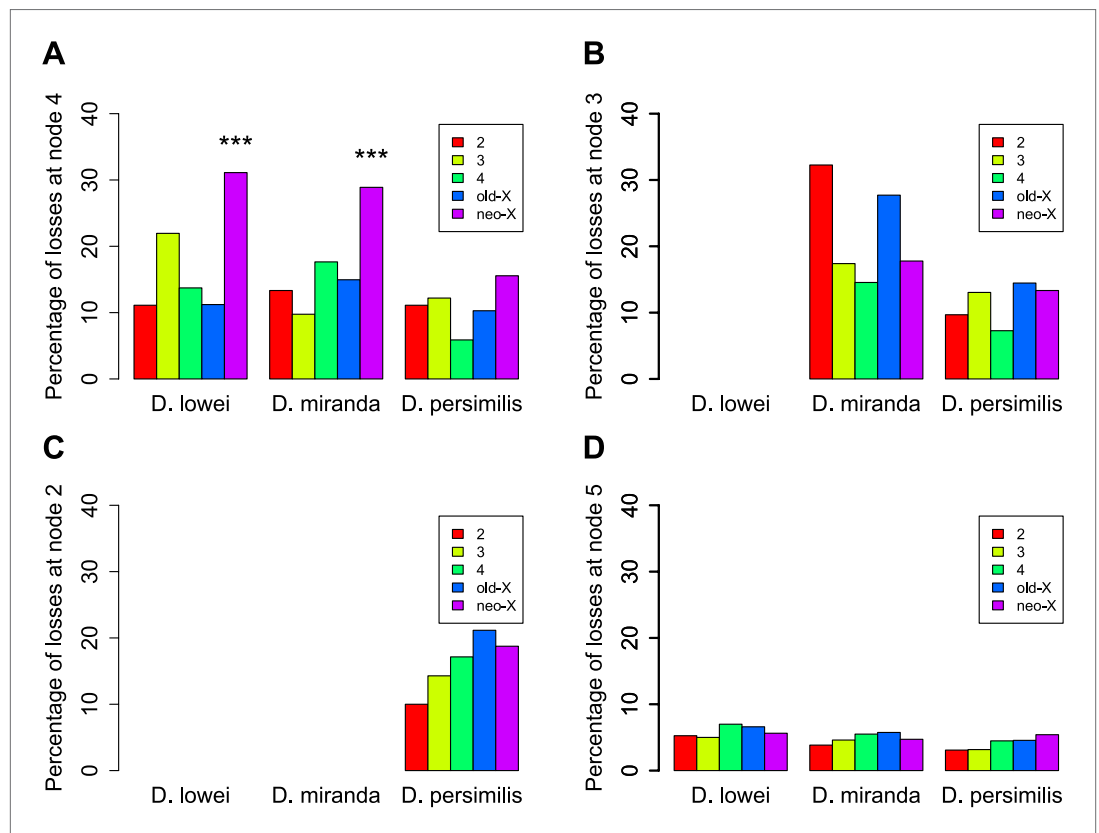 A
Percentage of losses at node 4
40
30
20
10
0
***
***
2
3
4
old-X
neo-X
D. lowei
D. miranda
D. persimilis
B
Percentage of losses at node 3
40
30
20
10
0
2
3
4
old-X
neo-X
D. lowei
D. miranda
D. persimilis
C
Percentage of losses at node 2
40
30
20
10
0
2
3
4
old-X
neo-X
D. lowei
D. miranda
D. persimilis
D
Percentage of losses at node 5
40
30
20
10
0
2
3
4
old-X
neo-X
D. lowei
D. miranda
D. persimilis